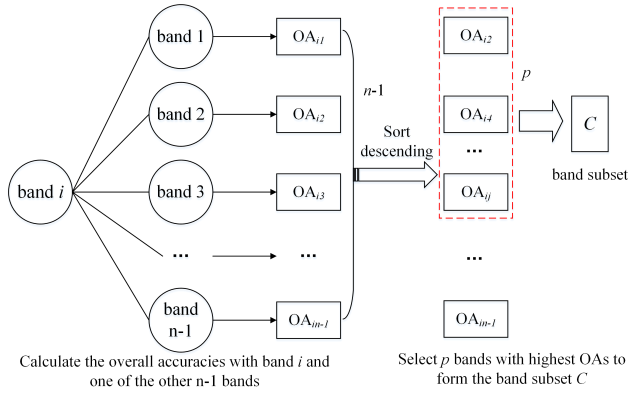 band 1
OAi1
band 2
OAi2
band i
band 3
OAi3
...
...
band
n-1
OAin-1
n-1
Sort
descending
OAi2
OAi4
...
OAij
...
OAin-1
p
C
band subset
Calculate the overall accuracies with band i and
one of the other n-1 bands
Select p bands with highest OAs to
form the band subset C